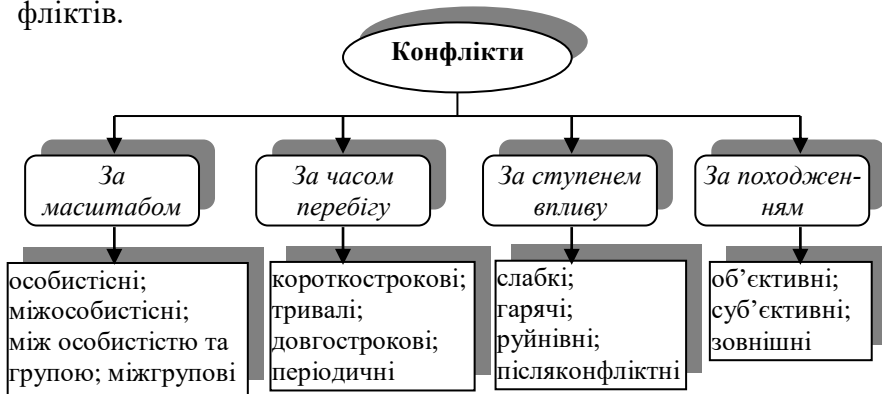 фліктів.
Конфлікти
За
масштабом
За часом
перебігу
За ступенем
впливу
За походжен-
ням
особистісні;
міжособистісні;
між особистістю та
групою; міжгрупові
короткострокові;
тривалі;
довгострокові;
періодичні
слабкі;
гарячі;
руйнівні;
післяконфліктні
об’єктивні;
суб’єктивні;
зовнішні